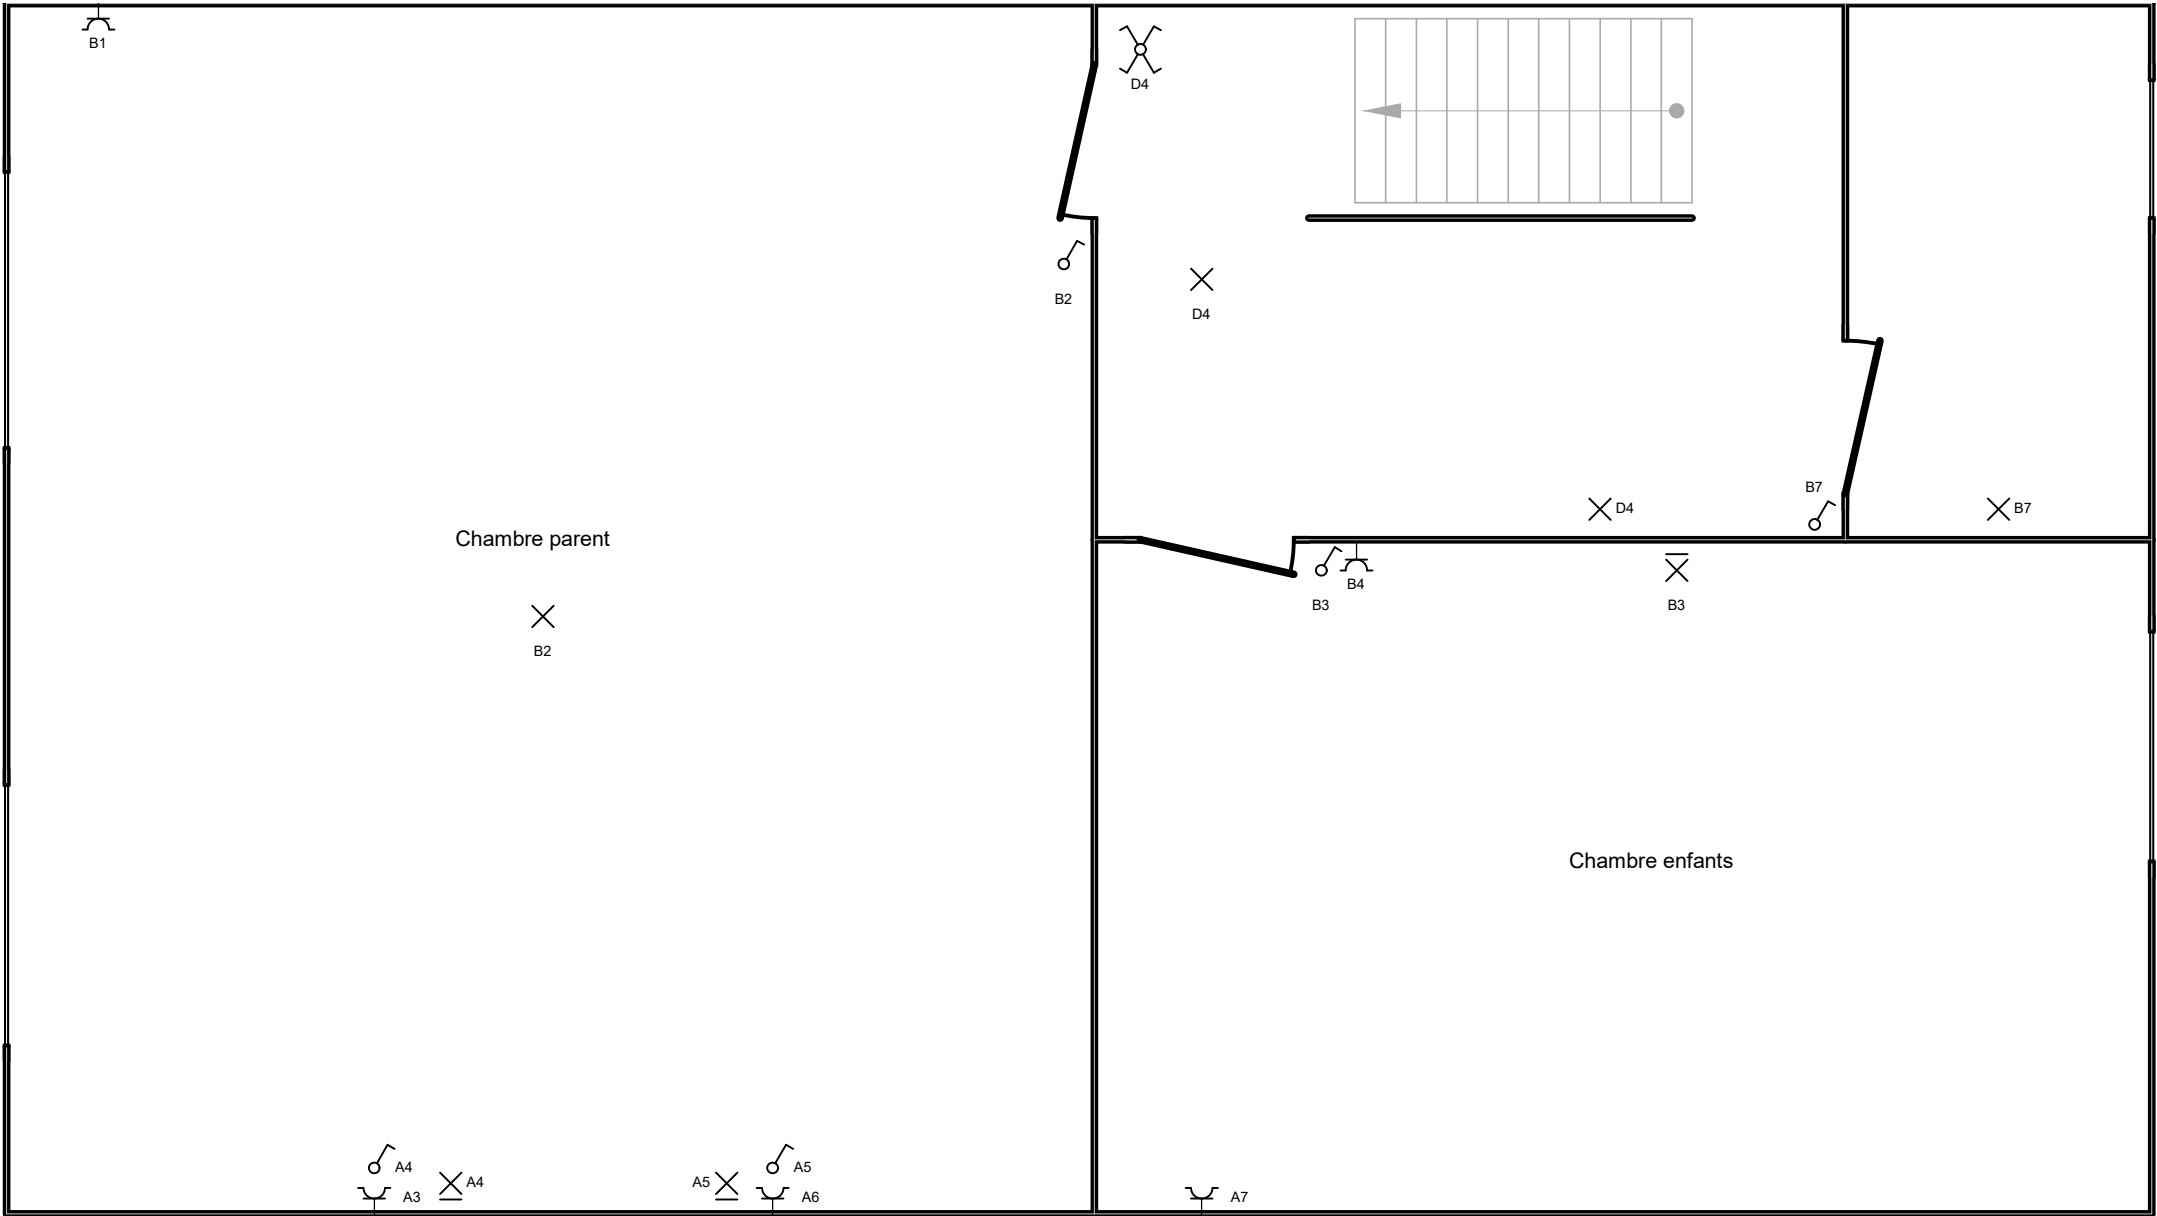 B1
D4
B2
D4
B7
D4
B7
Chambre parent
B4
B3
B3
B2
Chambre enfants
A4
A4
A5
A5
A3
A6
A7